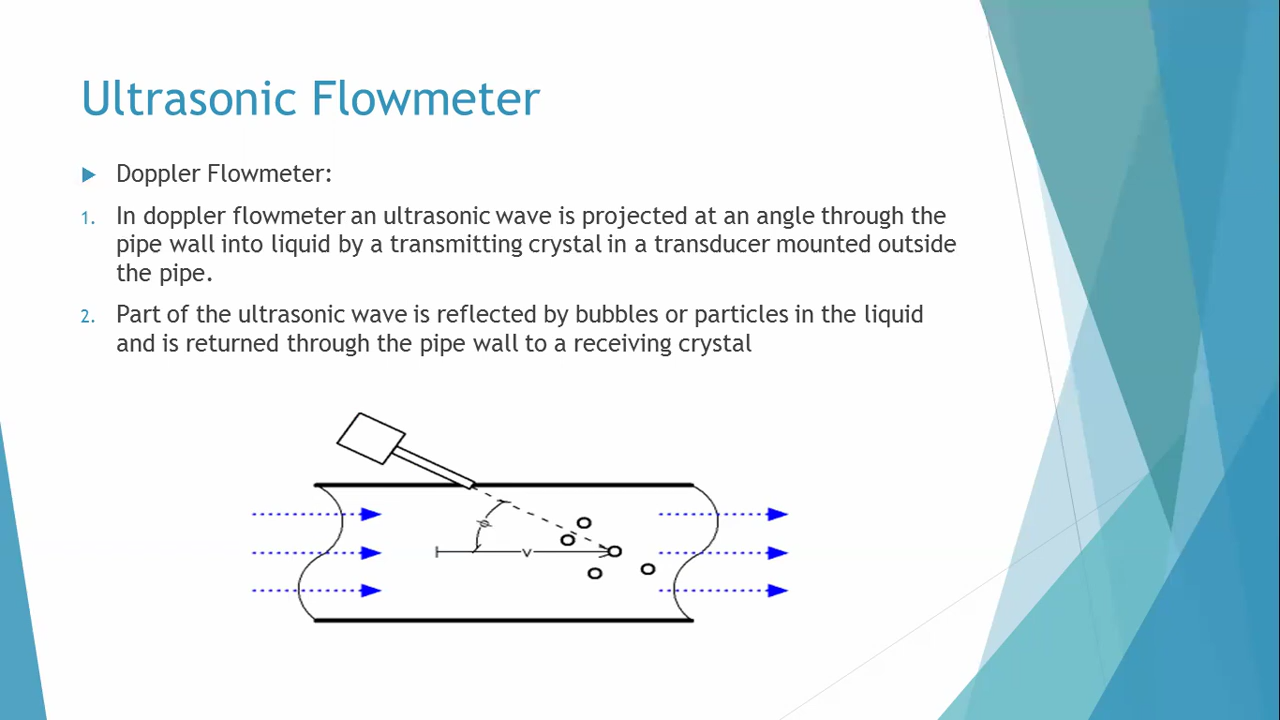 Ultrasonic Flowmeter
Doppler Flowmeter:
1. In doppler flowmeter an ultrasonic wave is projected at an angle through the
pipe wall into liquid by a transmitting crystal in a transducer mounted outside
the pipe.
2. Part of the ultrasonic wave is reflected by bubbles or particles in the liquid
and is returned through the pipe wall to a receiving crystal
ϕ
v